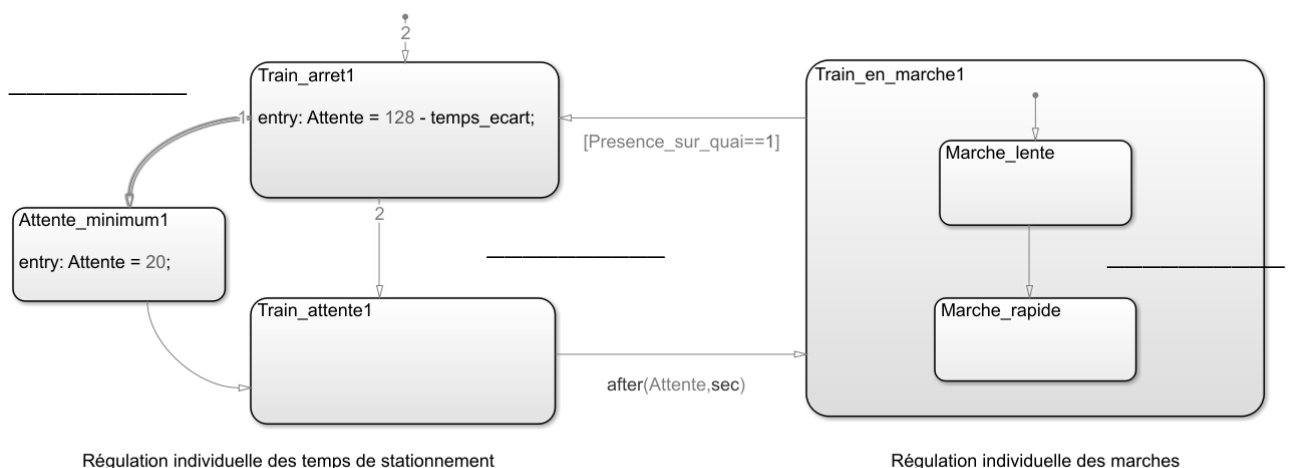 2
Train_arret1
entry: Attente = 128 - temps_ecart;
1
2
Attente_minimum1
entry: Attente = 20;
Train_attente1
[Presence_sur_quai==1]
after(Attente,sec)
Train_en_marche1
Marche_lente
Marche_rapide
Régulation individuelle des temps de stationnement
Régulation individuelle des marches